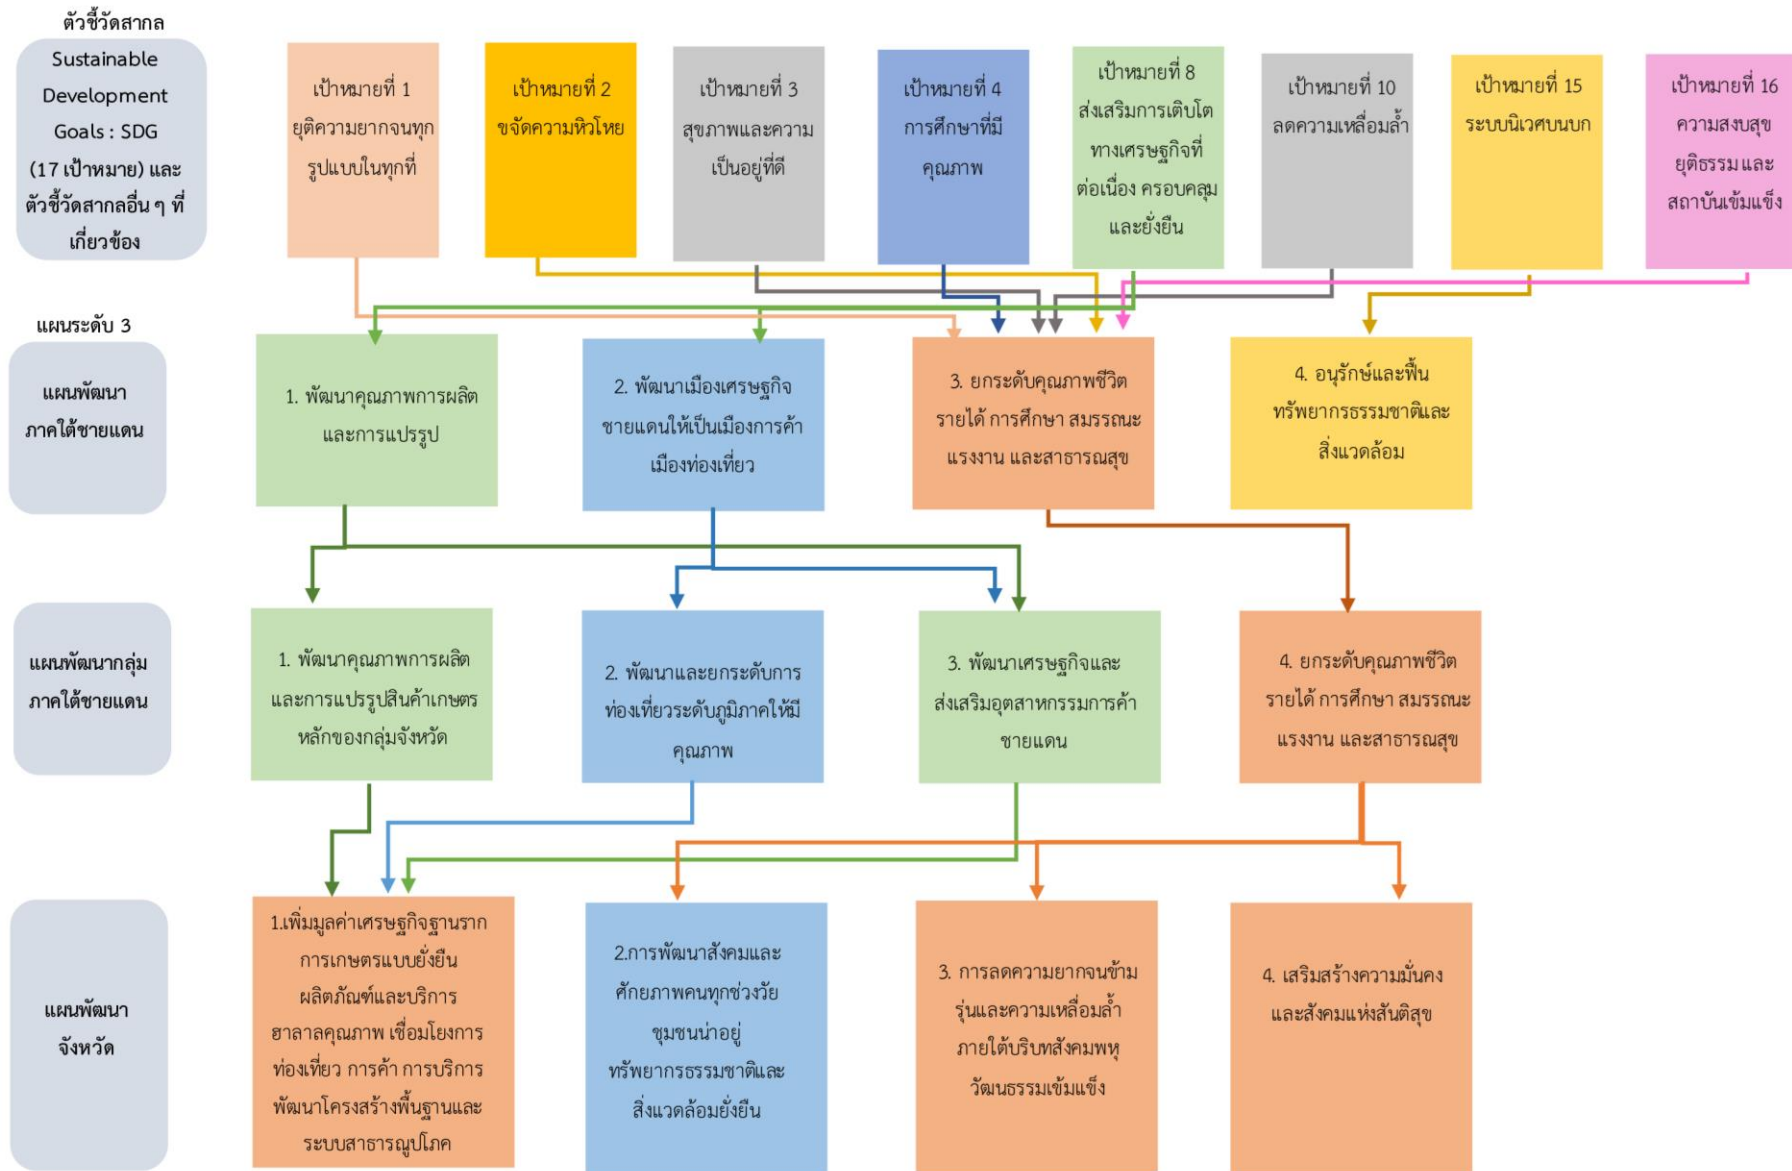 ตัวชี้วัดสากล
Sustainable
Development
Goals : SDG
(17 เป้าหมาย) และ
ตัวชี้วัดสากลอื่น ๆ ที่
เกี่ยวข้อง
เป้าหมายที่ 1
ยุติความยากจนทุก
รูปแบบในทุกที่
เป้าหมายที่ 2
ขจัดความหิวโหย
เป้าหมายที่ 3
สุขภาพและความ
เป็นอยู่ที่ดี
เป้าหมายที่ 4
การศึกษาที่มี
คุณภาพ
เป้าหมายที่ 8
ส่งเสริมการเติบโต
ทางเศรษฐกิจที่
ต่อเนื่อง ครอบคลุม
และยั่งยืน
เป้าหมายที่ 10
ลดความเหลื่อมล้ำ
เป้าหมายที่ 15
ระบบนิเวศบนบก
เป้าหมายที่ 16
ความสงบสุข
ยุติธรรม และ
สถาบันเข้มแข็ง
แผนระดับ 3
แผนพัฒนา
ภาคใต้ชายแดน
1. พัฒนาคุณภาพการผลิต
และการแปรรูป
2. พัฒนาเมืองเศรษฐกิจ
ชายแดนให้เป็นเมืองการค้า
เมืองท่องเที่ยว
3. ยกระดับคุณภาพชีวิต
รายได้ การศึกษา สมรรถนะ
แรงงาน และสาธารณสุข
4. อนุรักษ์และฟื้น
ทรัพยากรธรรมชาติและ
สิ่งแวดล้อม
แผนพัฒนากลุ่ม
ภาคใต้ชายแดน
1. พัฒนาคุณภาพการผลิต
และการแปรรูปสินค้าเกษตร
หลักของกลุ่มจังหวัด
2. พัฒนาและยกระดับการ
ท่องเที่ยวระดับภูมิภาคให้มี
คุณภาพ
3. พัฒนาเศรษฐกิจและ
ส่งเสริมอุตสาหกรรมการค้า
ชายแดน
4. ยกระดับคุณภาพชีวิต
รายได้ การศึกษา สมรรถนะ
แรงงาน และสาธารณสุข
แผนพัฒนา
จังหวัด
1.เพิ่มมูลค่าเศรษฐกิจฐานราก
การเกษตรแบบยั่งยืน
ผลิตภัณฑ์และบริการ
ฮาลาลคุณภาพ เชื่อมโยงการ
ท่องเที่ยว การค้า การบริการ
พัฒนาโครงสร้างพื้นฐานและ
ระบบสาธารณูปโภค
2.การพัฒนาสังคมและ
ศักยภาพคนทุกช่วงวัย
ชุมชนน่าอยู่
ทรัพยากรธรรมชาติและ
สิ่งแวดล้อมยั่งยืน
3. การลดความยากจนข้าม
รุ่นและความเหลื่อมล้ำ
ภายใต้บริบทสังคมพหุ
วัฒนธรรมเข้มแข็ง
4. เสริมสร้างความมั่นคง
และสังคมแห่งสันติสุข